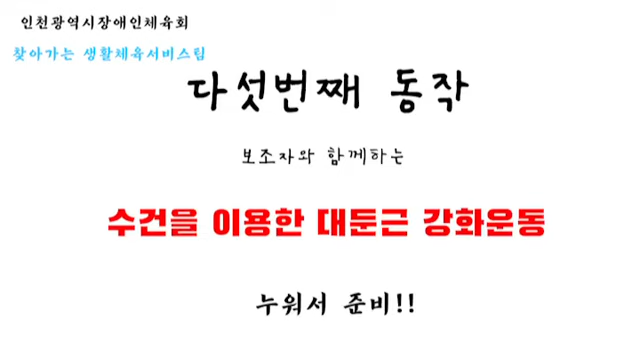 인천광역시장애인체육회
찾아가는 생활체육서비스팀
다섯번째 동작
보조자와 함께하는
수건을 이용한 대둔근 강화운동
누워서 준비!!